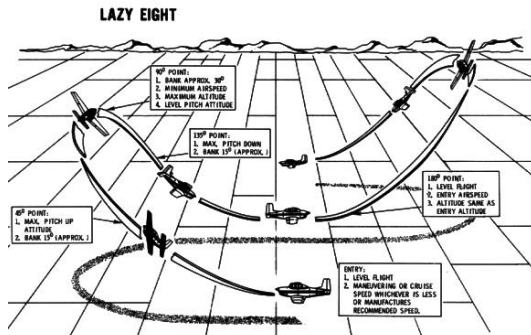 LAZY EIGHT
90° POINT:
1. BANK APPROX. 30°
2. MINIMUM AIRSPEED
3. MAXIMUM ALTITUDE
4. LEVEL PITCH ATTITUDE
135° POINT:
1. MAX. PITCH DOWN
2. BANK 15° (APPROX.)
180° POINT:
1. LEVEL FLIGHT
2. ENTRY AIRSPEED
3. ALTITUDE SAME AS
ENTRY ALTITUDE
45° POINT:
1. MAX. PITCH UP
ATTITUDE
2. BANK 15° (APPROX.)
ENTRY:
1. LEVEL FLIGHT
2. MANEUVERING OR CRUISE
SPEED WHICHEVER IS LESS
OR MANUFACTURES
RECOMMENDED SPEED.